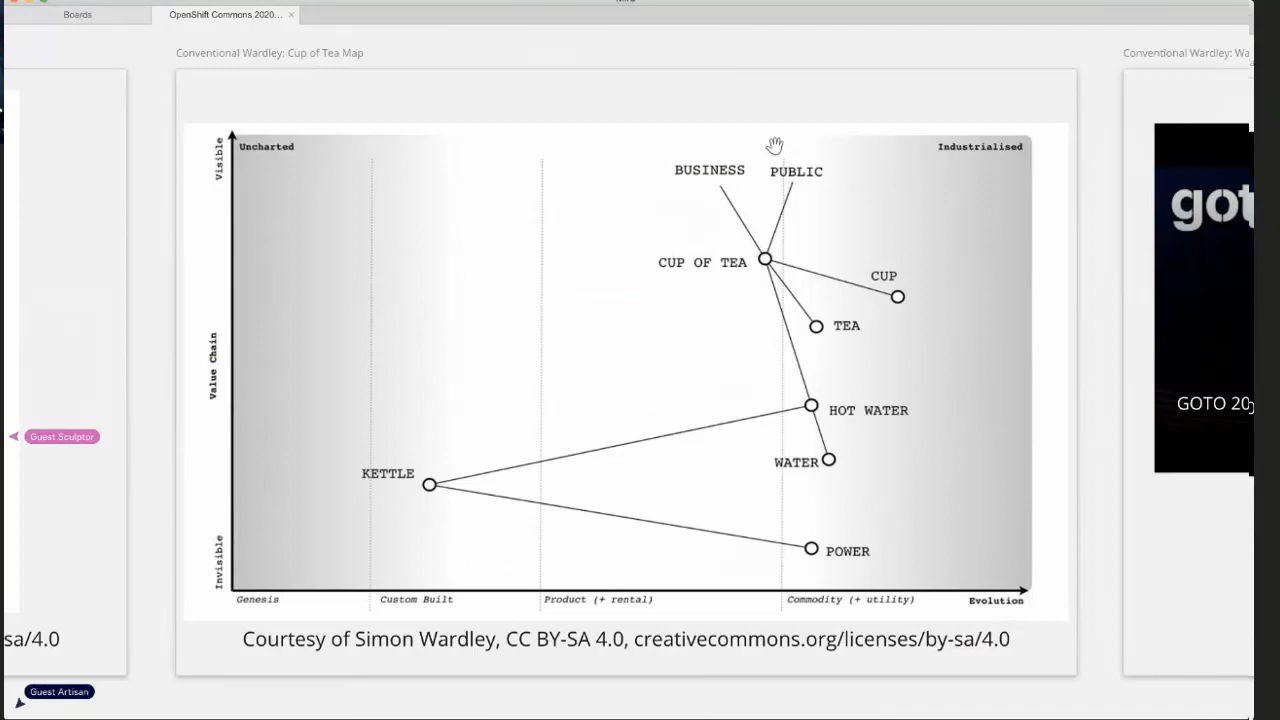 Boards
OpenShift Commons 2020...
Conventional Wardley: Cup of Tea Map
Conventional Wardley: Wa
Visible
Uncharted
Industrialised
BUSINESS
PUBLIC
CUP OF TEA
CUP
TEA
Value Chain
HOT WATER
KETTLE
WATER
POWER
Invisible
Genesis
Custom Built
Product (+ rental)
Commodity (+ utility)
Evolution
Courtesy of Simon Wardley, CC BY-SA 4.0, creativecommons.org/licenses/by-sa/4.0
sa/4.0
Guest Sculptor
Guest Artisan
got
GOTO 20